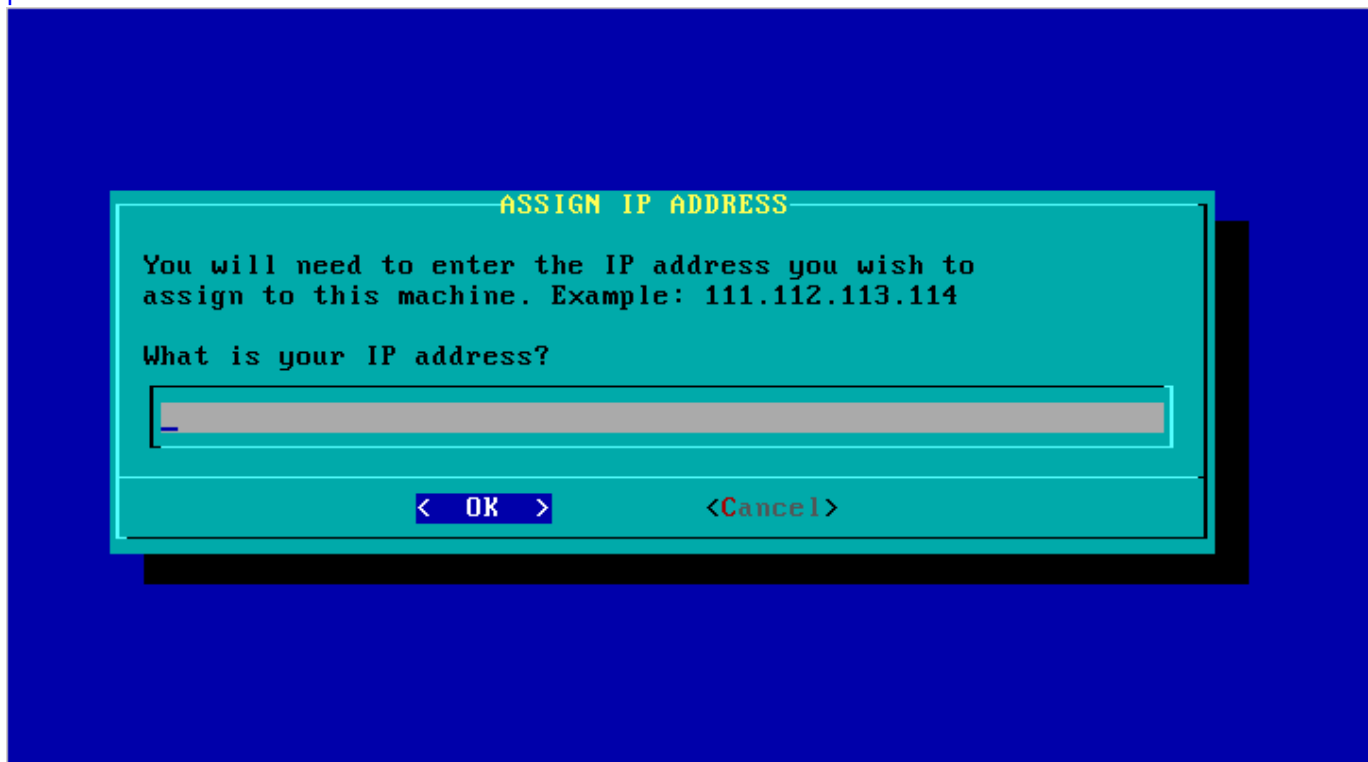 ASSIGN IP ADDRESS
You will need to enter the IP address you wish to
assign to this machine. Example: 111.112.113.114
What is your IP address?
< OK > <Cancel>